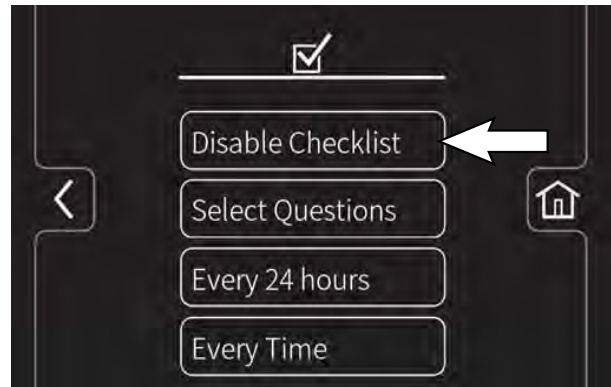 Disable Checklist
Select Questions
Every 24 hours
Every Time